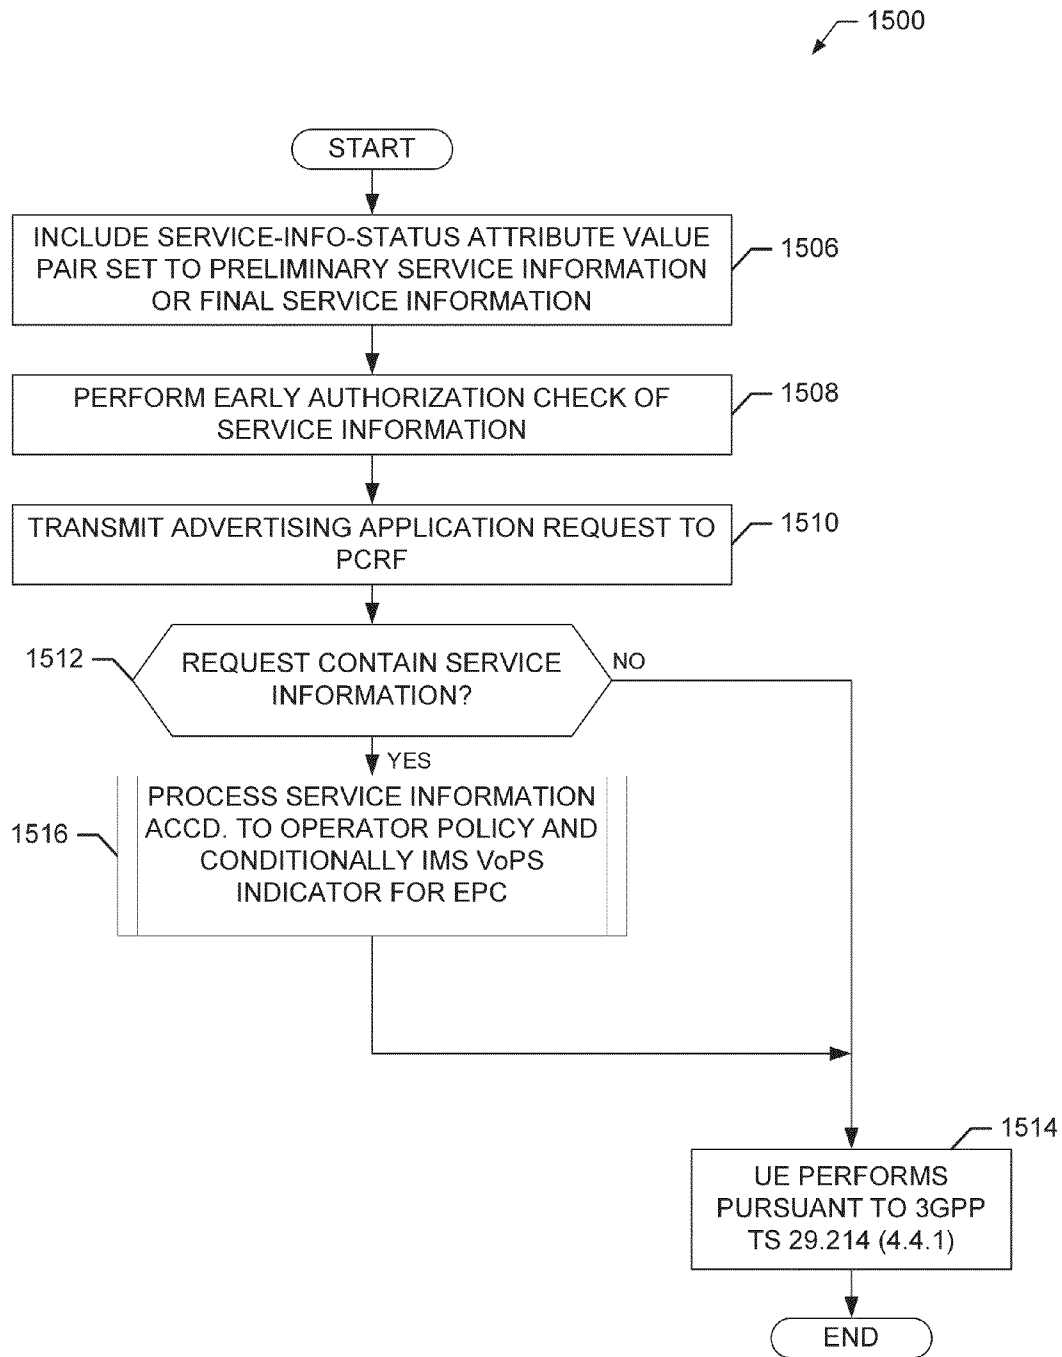 1500
START
INCLUDE SERVICE-INFO-STATUS ATTRIBUTE VALUE
PAIR SET TO PRELIMINARY SERVICE INFORMATION
OR FINAL SERVICE INFORMATION
1506
PERFORM EARLY AUTHORIZATION CHECK OF
SERVICE INFORMATION
1508
TRANSMIT ADVERTISING APPLICATION REQUEST TO
PCRF
1510
1512
REQUEST CONTAIN SERVICE
INFORMATION?
NO
YES
1516
PROCESS SERVICE INFORMATION
ACCD. TO OPERATOR POLICY AND
CONDITIONALLY IMS VoPS
INDICATOR FOR EPC
1514
UE PERFORMS
PURSUANT TO 3GPP
TS 29.214 (4.4.1)
END